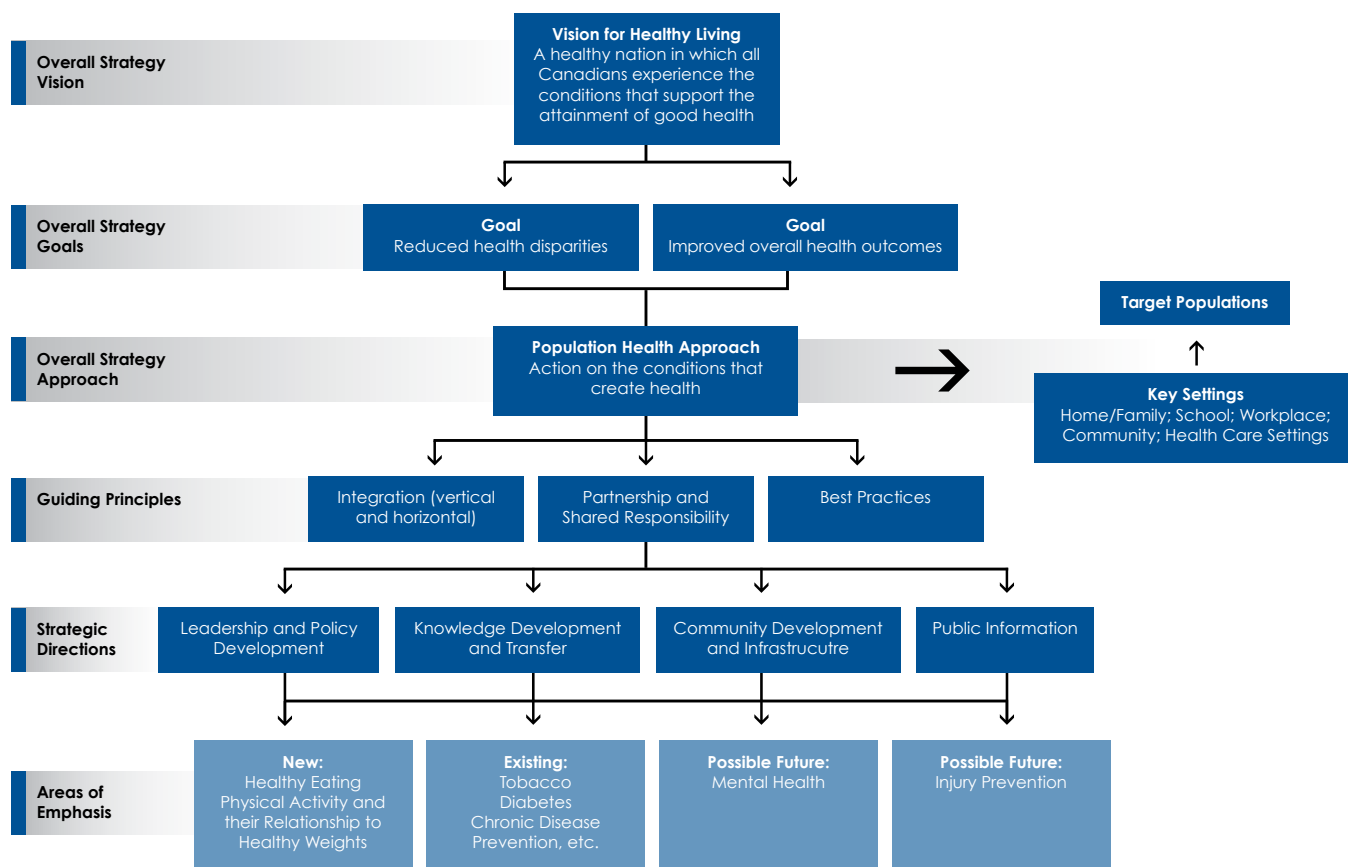 Overall Strategy
Vision
Vision for Healthy Living
A healthy nation in which all
Canadians experience the
conditions that support the
attainment of good health
Overall Strategy
Goals
Goal
Reduced health disparities
Goal
Improved overall health outcomes
Target Populations
Overall Strategy
Approach
Population Health Approach
Action on the conditions that
create health
Key Settings
Home/Family; School; Workplace;
Community; Health Care Settings
Guiding Principles
Integration (vertical
and horizontal)
Partnership and
Shared Responsibility
Best Practices
Strategic
Directions
Leadership and Policy
Development
Knowledge Development
and Transfer
Community Development
and Infrastrucutre
Public Information
Areas of
Emphasis
New:
Healthy Eating
Physical Activity and
their Relationship to
Healthy Weights
Existing:
Tobacco
Diabetes
Chronic Disease
Prevention, etc.
Possible Future:
Mental Health
Possible Future:
Injury Prevention